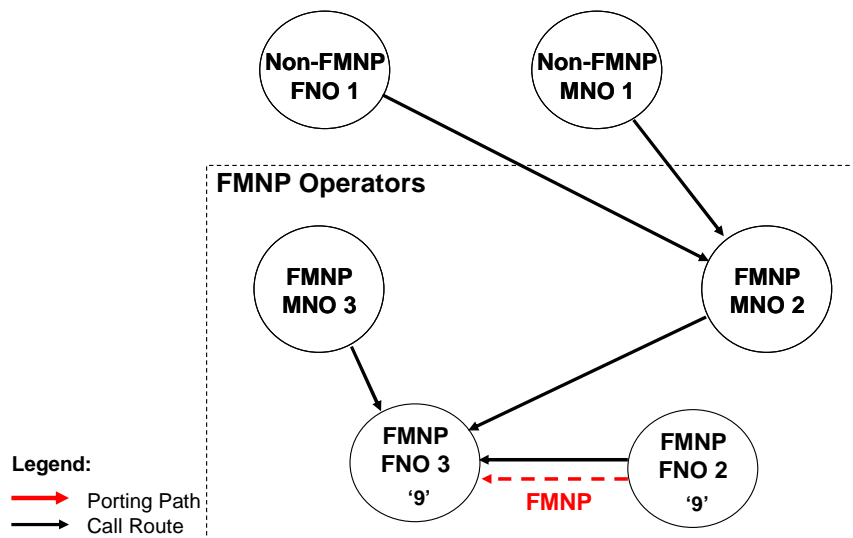 Non-FMNP
FNO 1
Non-FMNP
MNO 1
FMNP Operators
FMNP
MNO 3
FMNP
MNO 2
FMNP
FNO 3
‘9’
FMNP
FNO 2
‘9’
FMNP
Legend:
Porting Path
Call Route